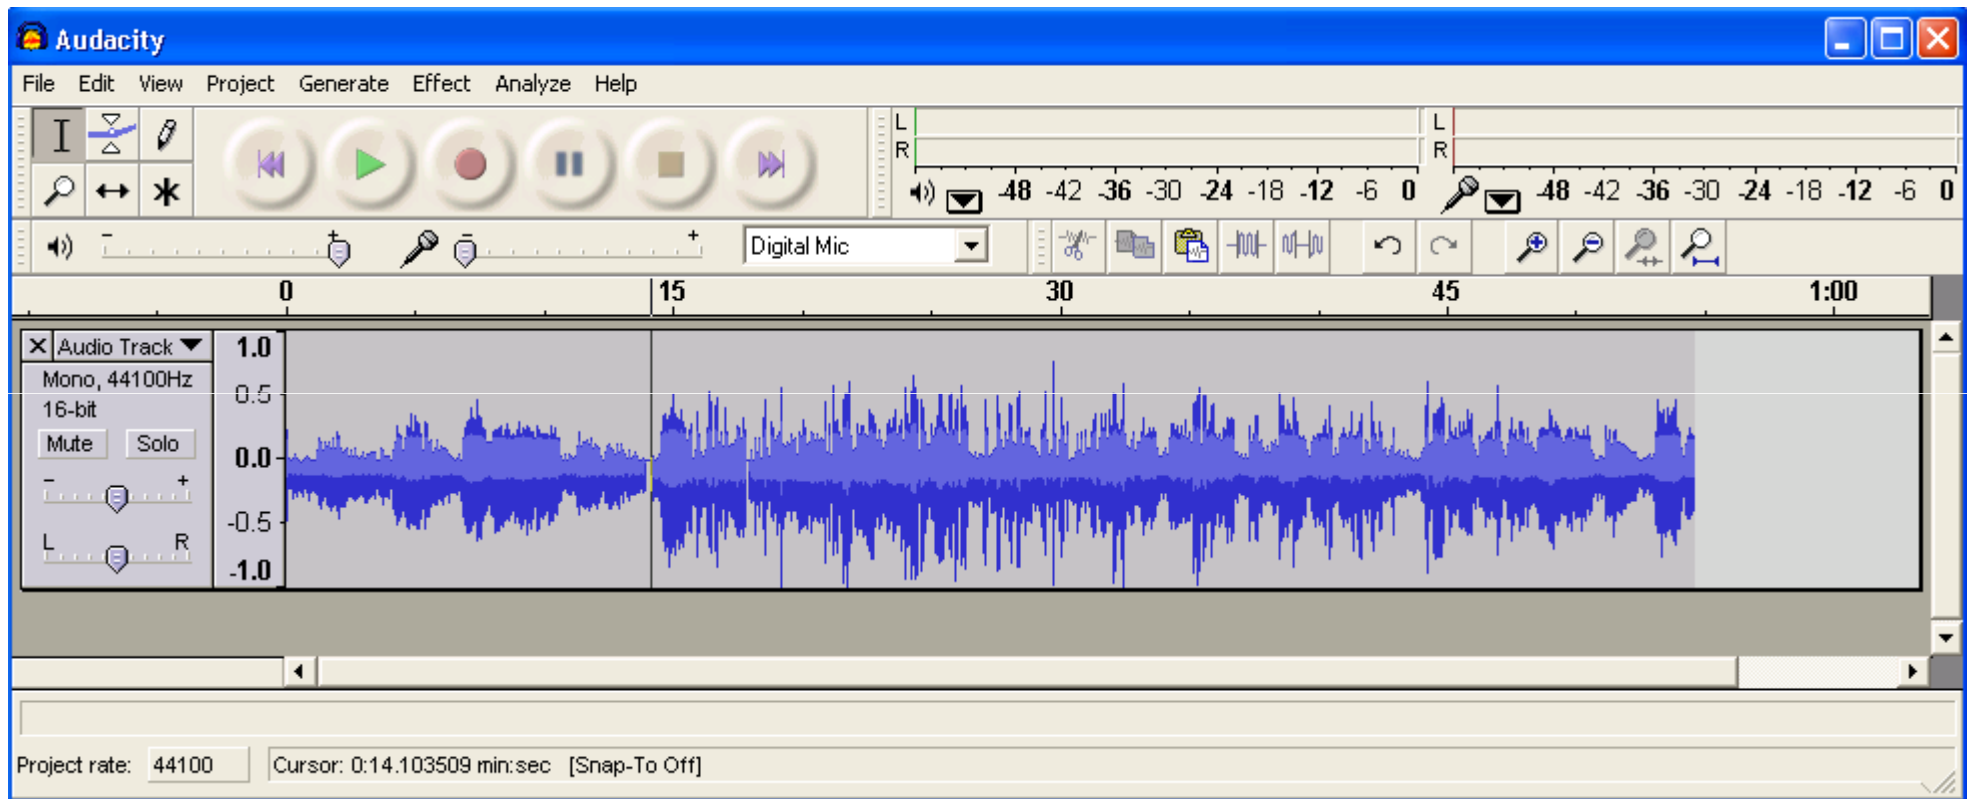 Audacity
File Edit View Project Generate Effect Analyze Help
L
R
-48 -42 -36 -30 -24 -18 -12 -6 0
L
R
-48 -42 -36 -30 -24 -18 -12 -6 0
- + - + Digital Mic
0 15 30 45 1:00
X Audio Track
Mono, 44100Hz
16-bit
Mute Solo
- +
L R
1.0
0.5
0.0
-0.5
-1.0
Project rate: 44100 Cursor: 0:14.103509 min:sec [Snap-To Off]